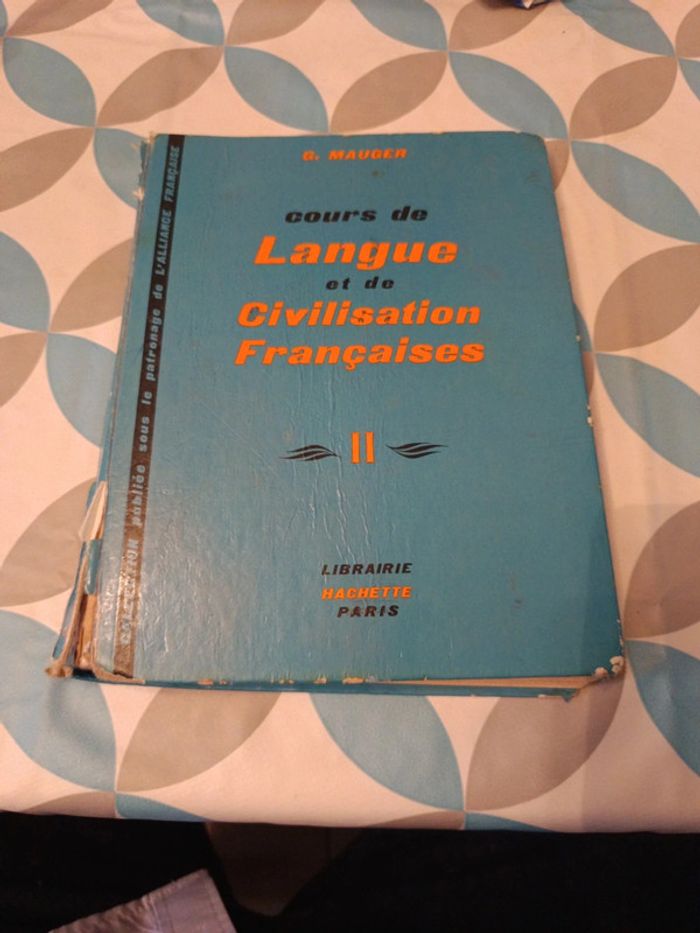 G. MAUGER
cours de
Langue
et de
Civilisation
Françaises
II
LIBRAIRIE
HACHETTE
PARIS
COLLECTION publiée sous le patronage de L'ALLIANCE FRANÇAISE